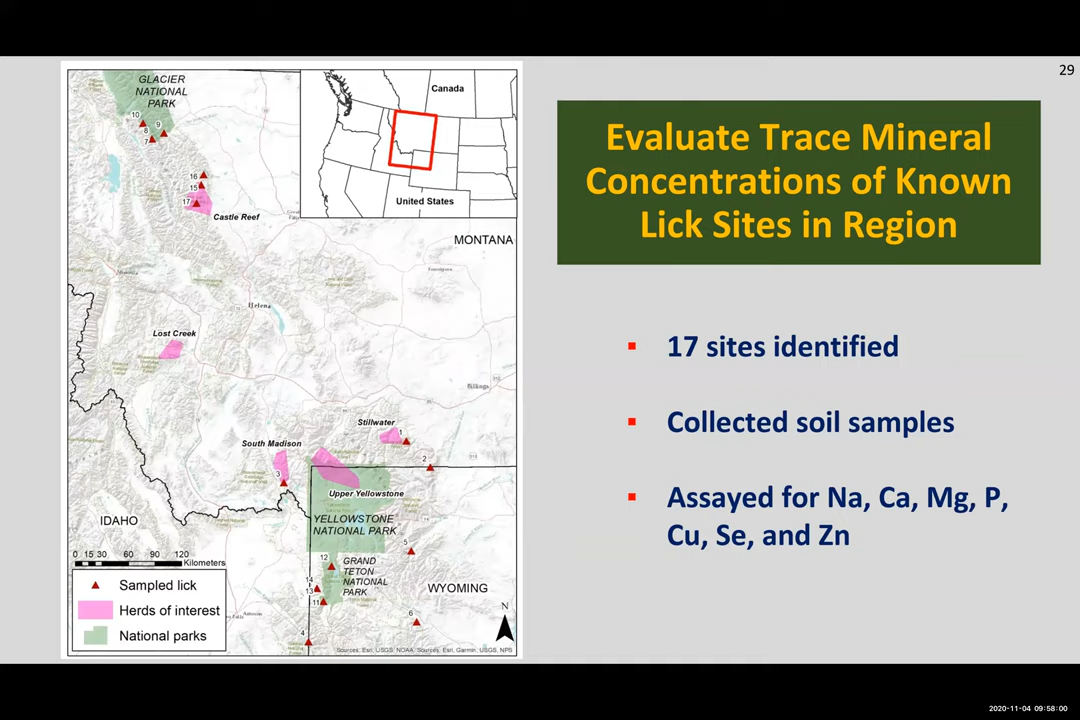 29
GLACIER
NATIONAL
PARK
10
9
8
7
16
15
17
Castle Reef
Canada
United States
MONTANA
Helena
Lost Creek
Billings
Stillwater
1
South Madison
2
3
Upper Yellowstone
YELLOWSTONE
NATIONAL PARK
IDAHO
5
12
GRAND
TETON
NATIONAL
PARK
14
13
11
WYOMING
6
4
N
0 15 30 60 90 120
Kilometers
Sampled lick
Herds of interest
National parks
Sources: Esri, USGS, NOAA, Sources: Esri, Garmin, USGS, NPS
Evaluate Trace Mineral
Concentrations of Known
Lick Sites in Region
▪ 17 sites identified
▪ Collected soil samples
▪ Assayed for Na, Ca, Mg, P,
Cu, Se, and Zn
2020-11-04 09:58:00